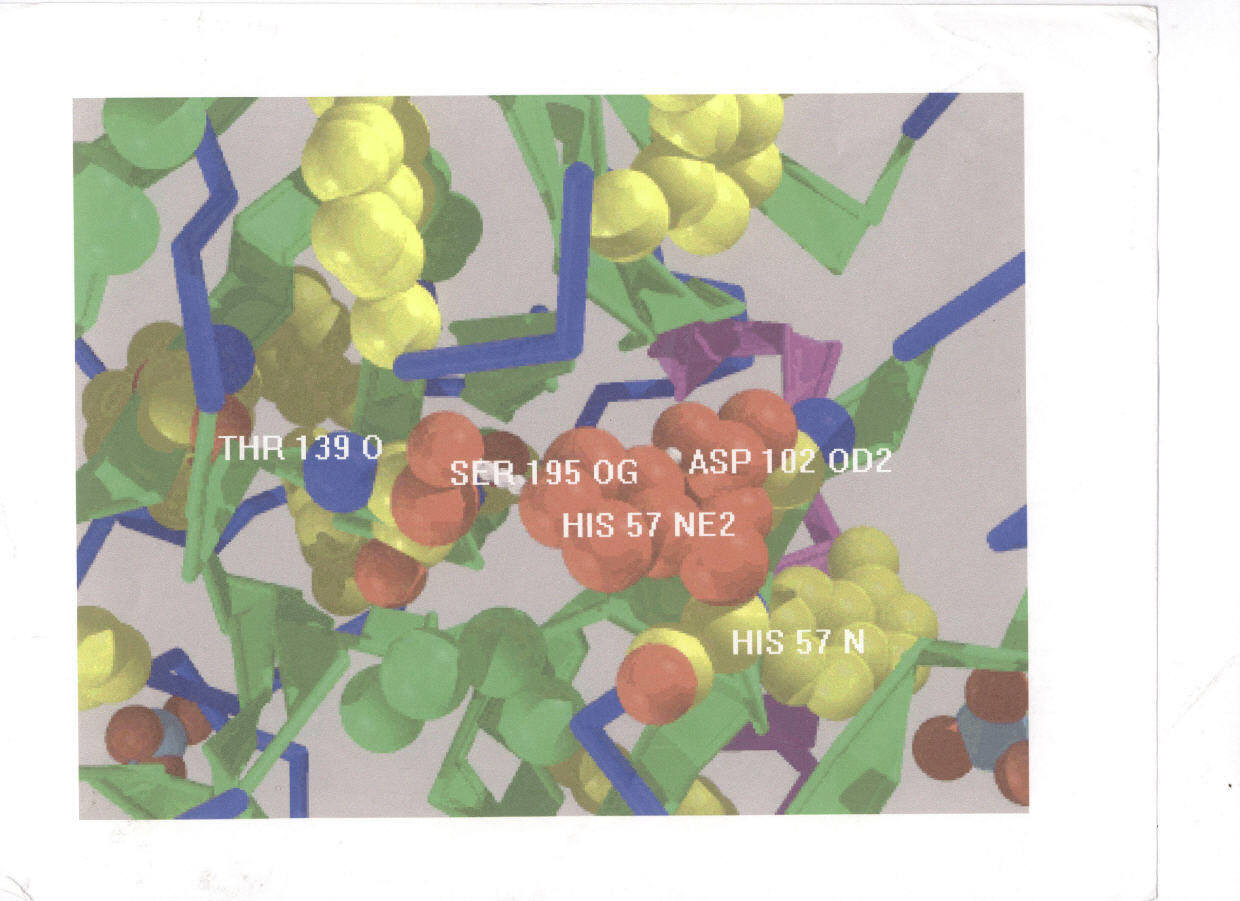 THR 139 O
SER 195 OG
ASP 102 OD2
HIS 57 NE2
HIS 57 N